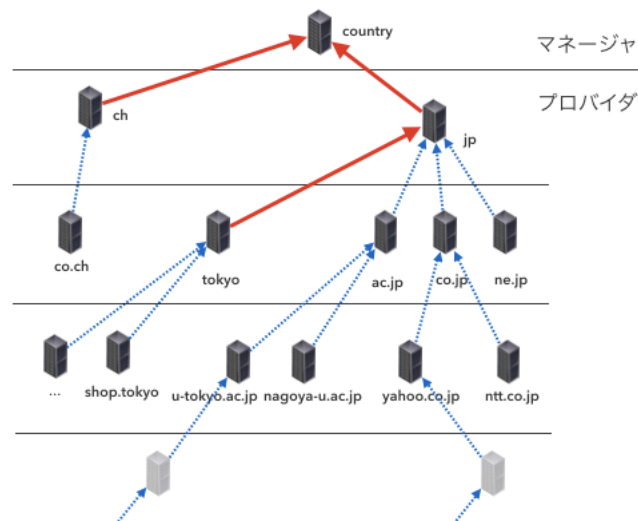 country
マネージャ
プロバイダ
ch
jp
co.ch
tokyo
ac.jp
co.jp
ne.jp
...
shop.tokyo
u-tokyo.ac.jp
nagoya-u.ac.jp
yahoo.co.jp
ntt.co.jp